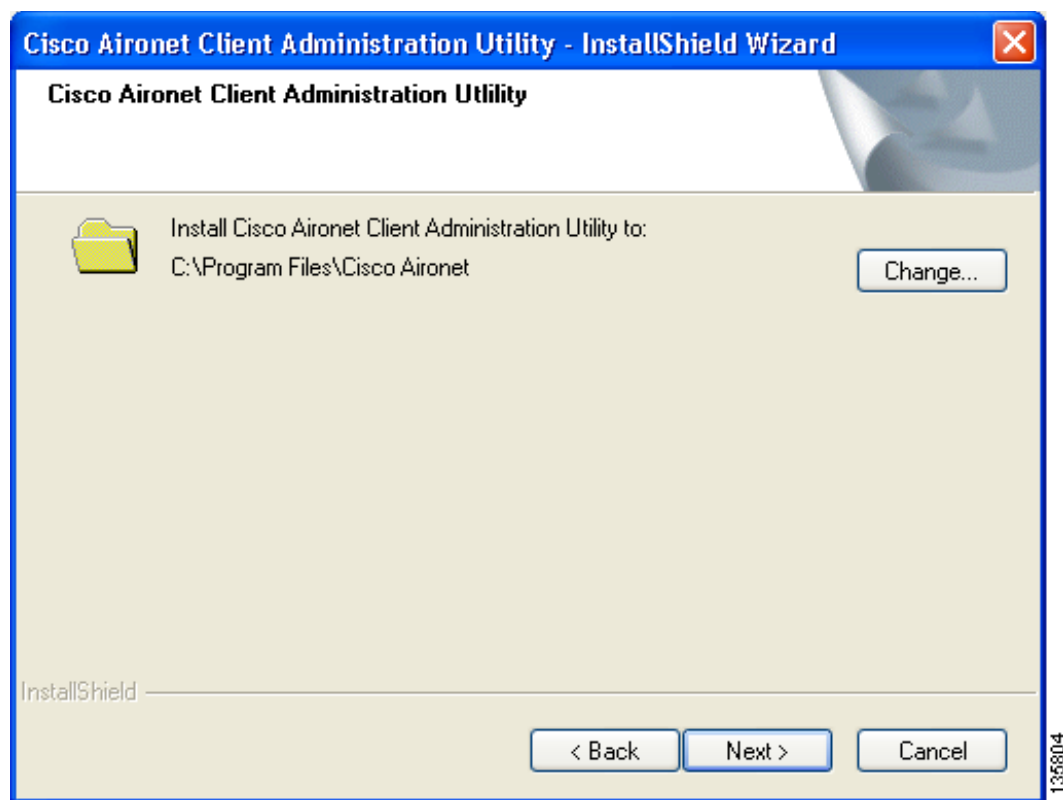 Cisco Aironet Client Administration Utility - InstallShield Wizard
Cisco Aironet Client Administration Utlility
Install Cisco Aironet Client Administration Utility to:
C:\Program Files\Cisco Aironet
Change...
InstallShield
< Back
Next >
Cancel
135804